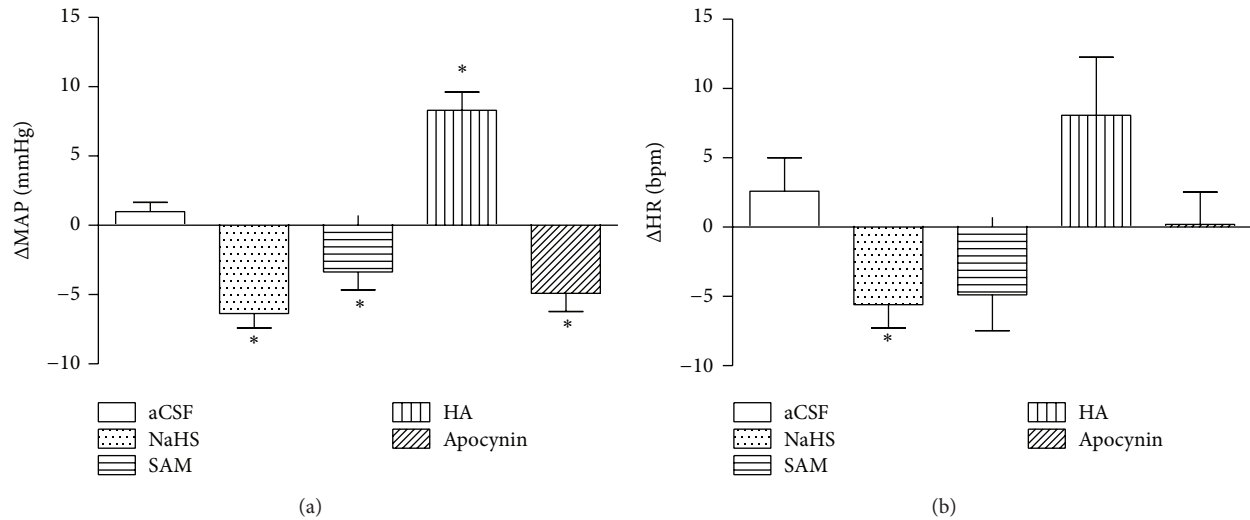 15
10
5
0
−5
−10
ΔMAP (mmHg)
*
*
*
*
aCSF
NaHS
SAM
HA
Apocynin
(a)
15
10
5
0
−5
−10
ΔHR (bpm)
*
aCSF
NaHS
SAM
HA
Apocynin
(b)